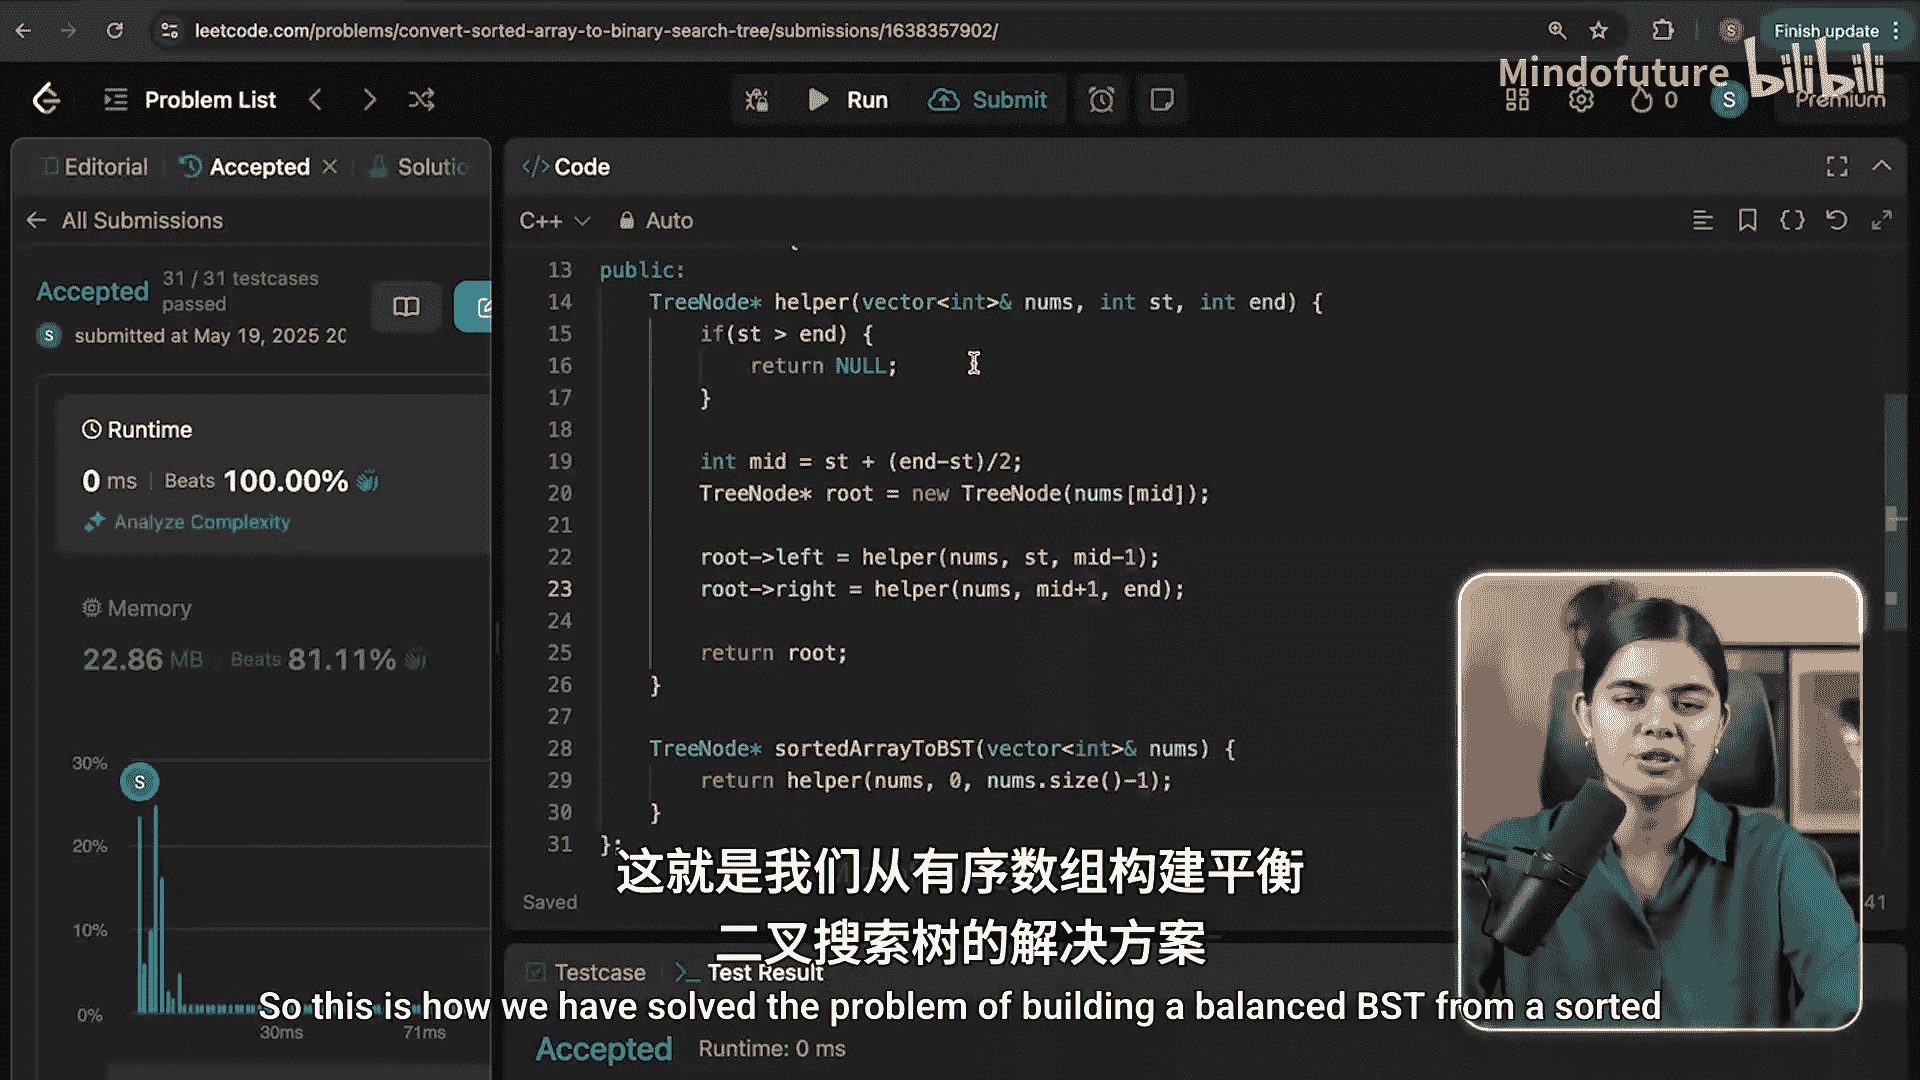 leetcode.com/problems/convert-sorted-array-to-binary-search-tree/submissions/1638357902/
S
Finish update
Mindofuture bilibili
Problem List
Run
Submit
0
S
Premium
Editorial
Accepted
Solutio
All Submissions
Accepted
31 / 31 testcases
passed
S
submitted at May 19, 2025 20
Runtime
0 ms | Beats 100.00%
Analyze Complexity
Memory
22.86 MB Beats 81.11%
30%
S
20%
10%
0%
30ms
71ms
</> Code
C++
Auto
{
13 public:
14 TreeNode* helper(vector<int>& nums, int st, int end) {
15 if(st > end) {
16 return NULL;
17 }
18
19 int mid = st + (end-st)/2;
20 TreeNode* root = new TreeNode(nums[mid]);
21
22 root->left = helper(nums, st, mid-1);
23 root->right = helper(nums, mid+1, end);
24
25 return root;
26 }
27
28 TreeNode* sortedArrayToBST(vector<int>& nums) {
29 return helper(nums, 0, nums.size()-1);
30 }
31 };
Saved
41
这就是我们从有序数组构建平衡
二叉搜索树的解决方案
Testcase
Test Result
So this is how we have solved the problem of building a balanced BST from a sorted
Accepted
Runtime: 0 ms